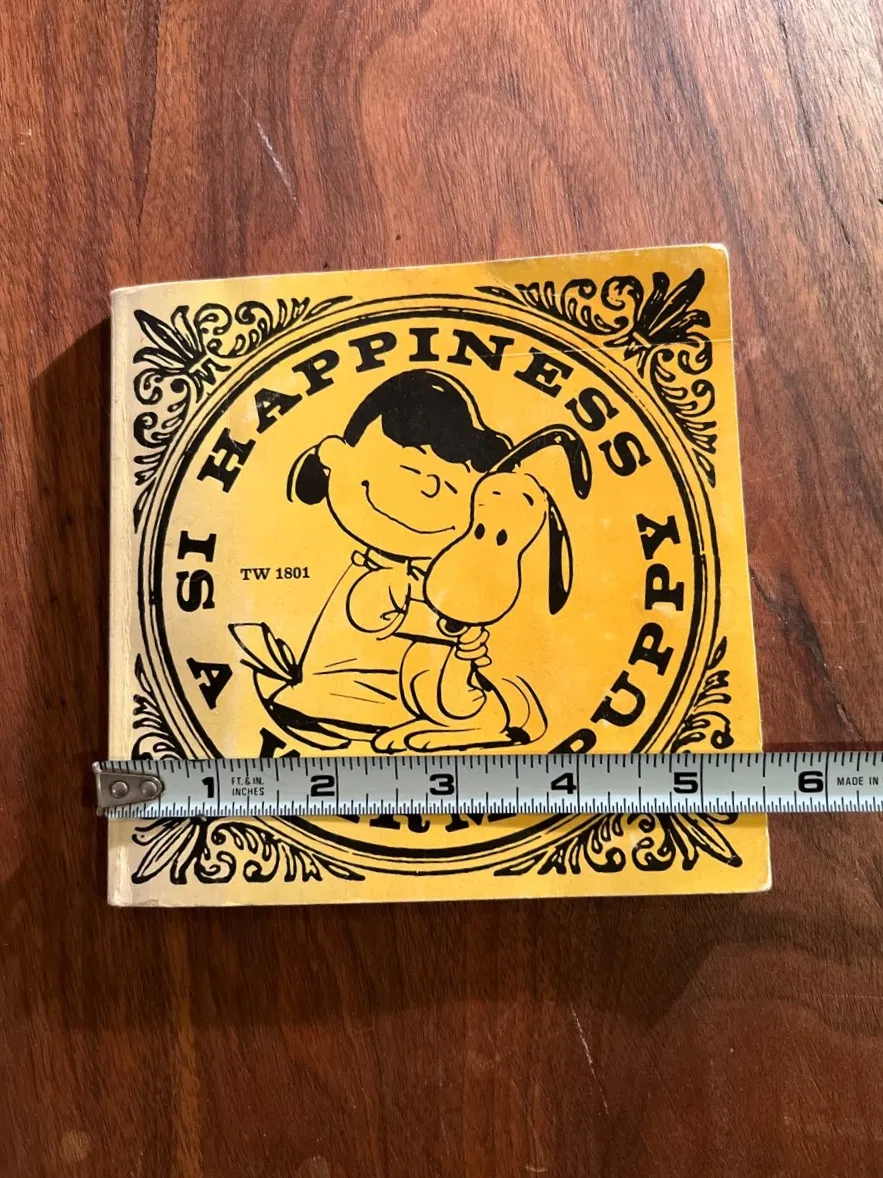 HAPPINESS
IS A
PUPPY
TW 1801
1 FT. & IN. 2 3 4 5 6 MADE IN
INCHES